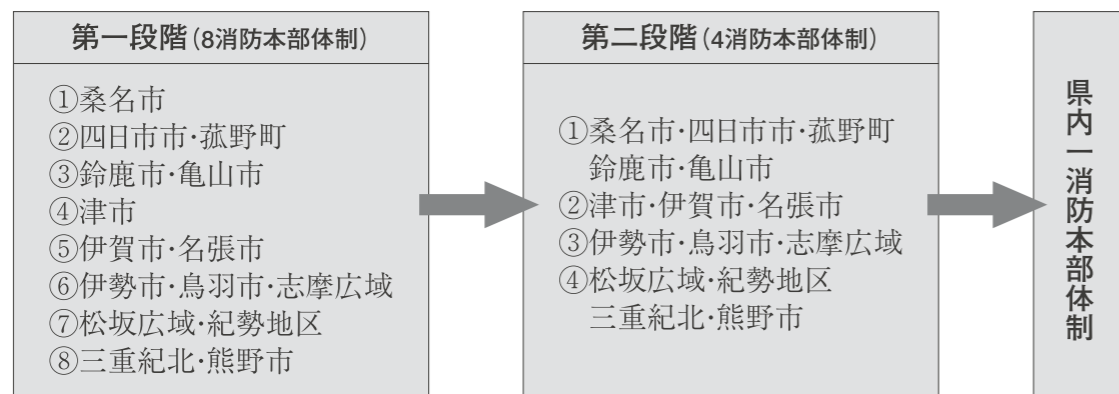 第一段階(8消防本部体制)
①桑名市
②四日市市・菰野町
③鈴鹿市・亀山市
④津市
⑤伊賀市・名張市
⑥伊勢市・鳥羽市・志摩広域
⑦松坂広域・紀勢地区
⑧三重紀北・熊野市
第二段階(4消防本部体制)
①桑名市・四日市市・菰野町
鈴鹿市・亀山市
②津市・伊賀市・名張市
③伊勢市・鳥羽市・志摩広域
④松坂広域・紀勢地区
三重紀北・熊野市
県内一消防本部体制